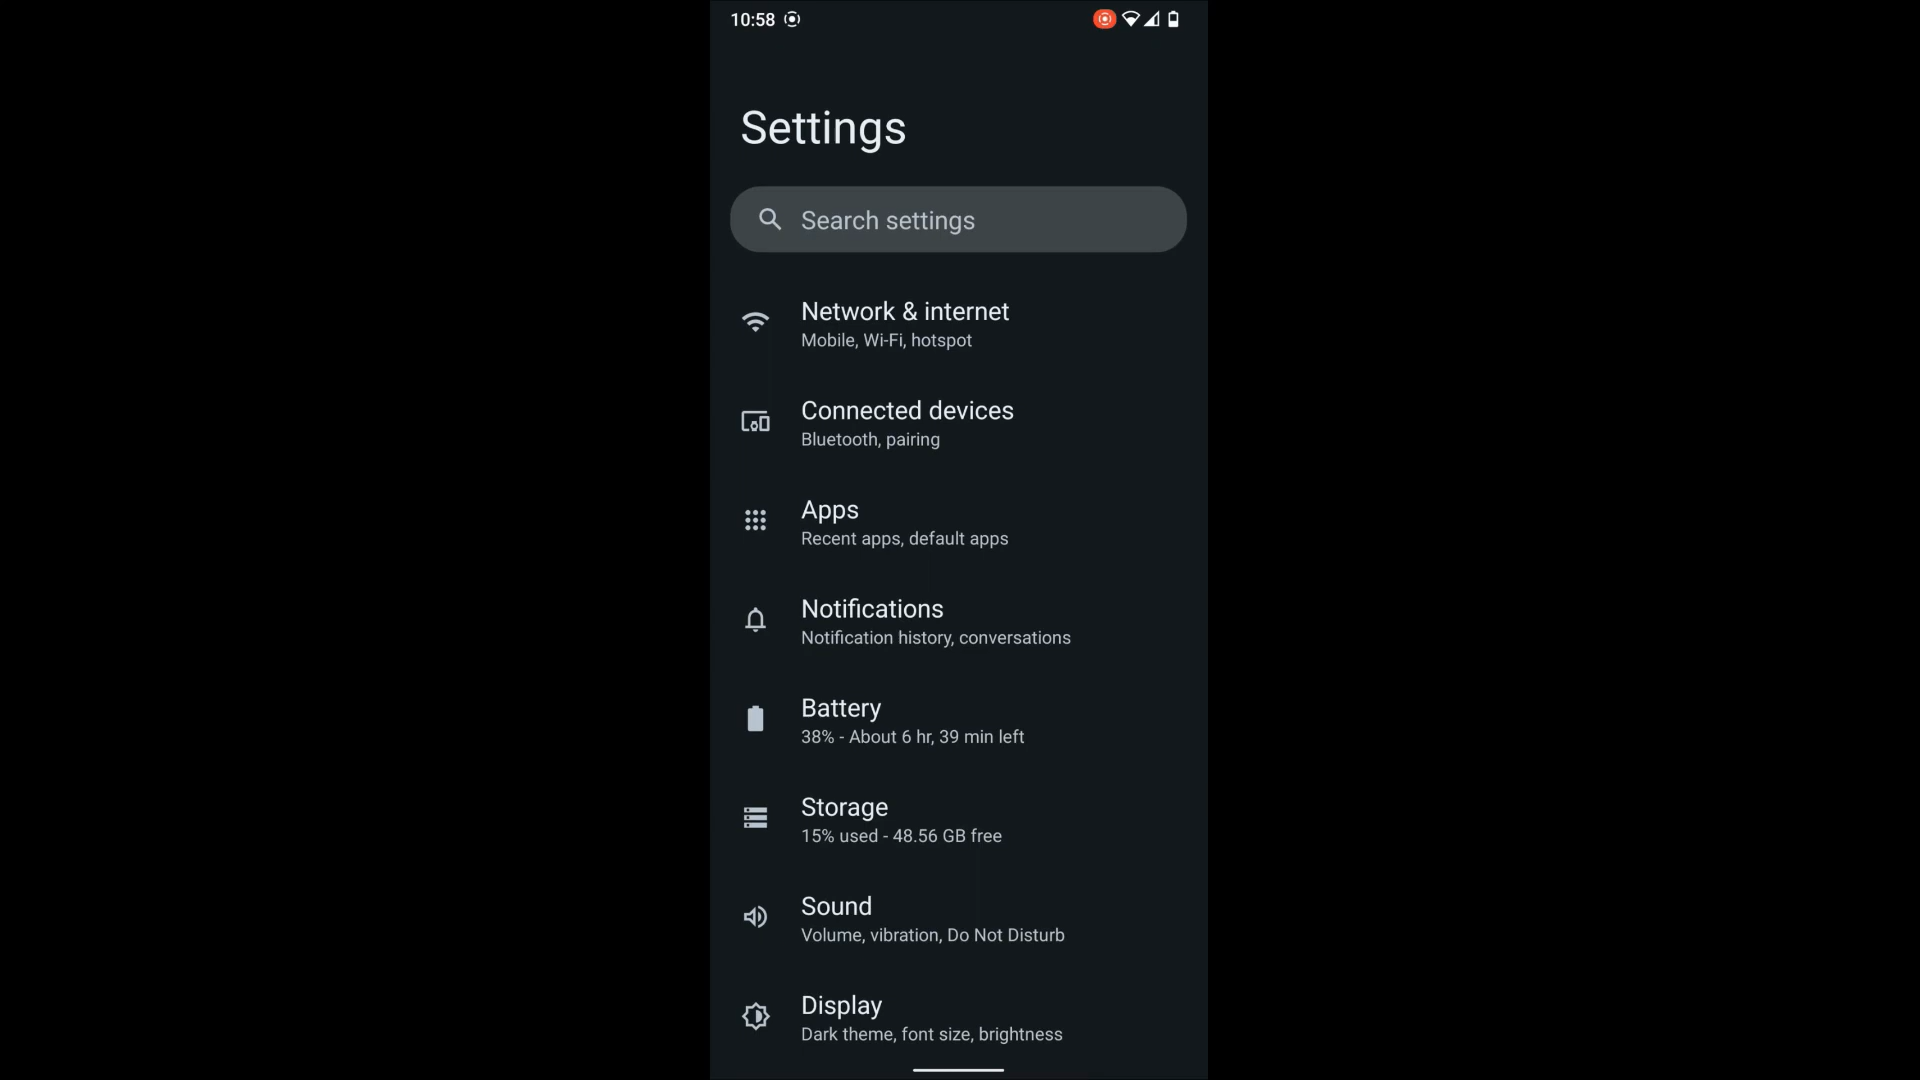 10:58
Settings
Search settings
Network & internet
Mobile, Wi-Fi, hotspot
Connected devices
Bluetooth, pairing
Apps
Recent apps, default apps
Notifications
Notification history, conversations
Battery
38% - About 6 hr, 39 min left
Storage
15% used - 48.56 GB free
Sound
Volume, vibration, Do Not Disturb
Display
Dark theme, font size, brightness